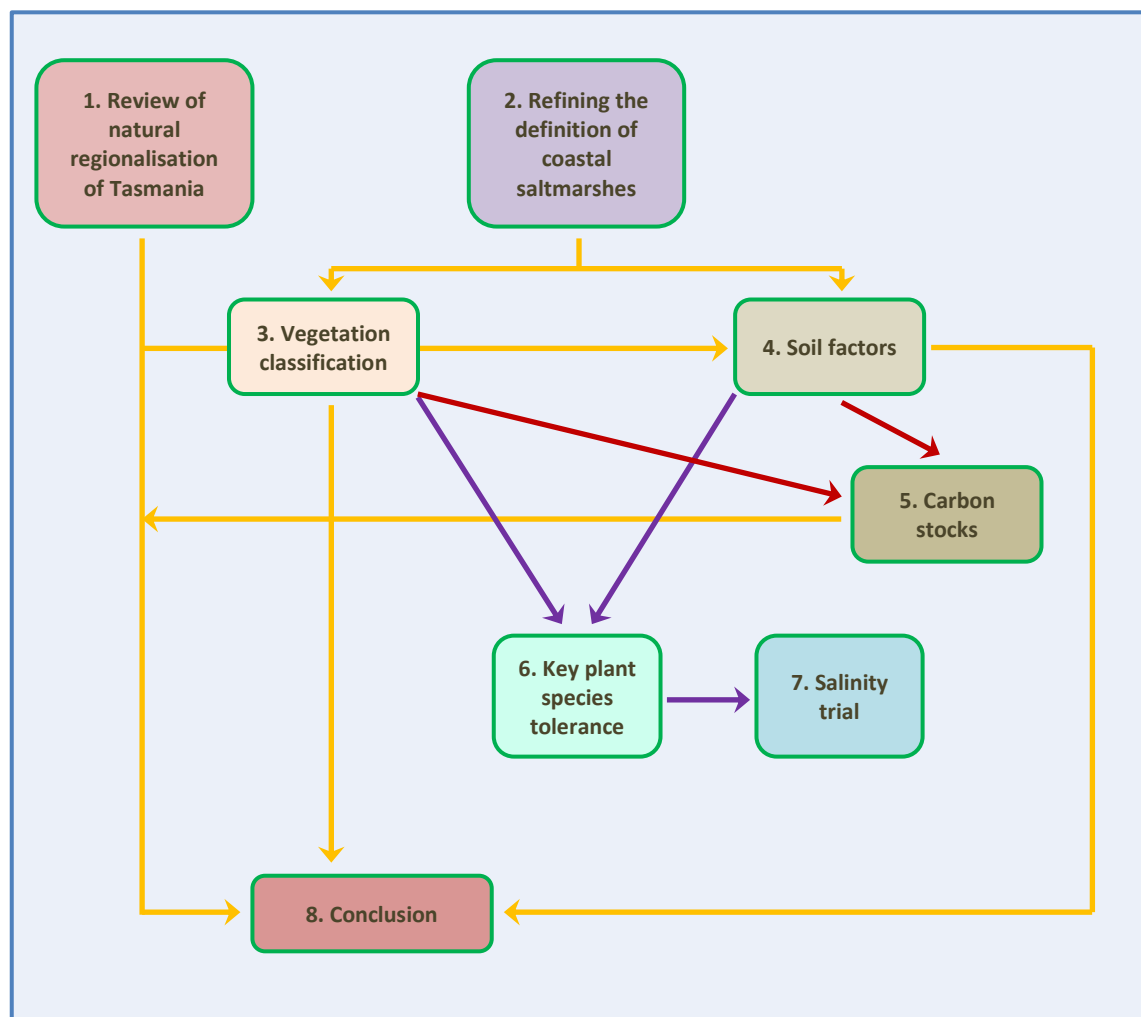 1. Review of
natural
regionalisation
of Tasmania
2. Refining the
definition of
coastal
saltmarshes
3. Vegetation
classification
4. Soil factors
5. Carbon
stocks
6. Key plant
species
tolerance
7. Salinity
trial
8. Conclusion